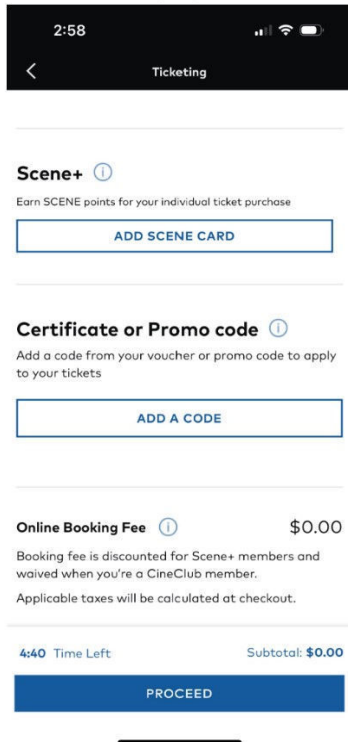 2:58
Ticketing
Scene+
Earn SCENE points for your individual ticket purchase
ADD SCENE CARD
Certificate or Promo code
Add a code from your voucher or promo code to apply
to your tickets
ADD A CODE
Online Booking Fee $0.00
Booking fee is discounted for Scene+ members and
waived when you're a CineClub member.
Applicable taxes will be calculated at checkout.
4:40 Time Left Subtotal: $0.00
PROCEED